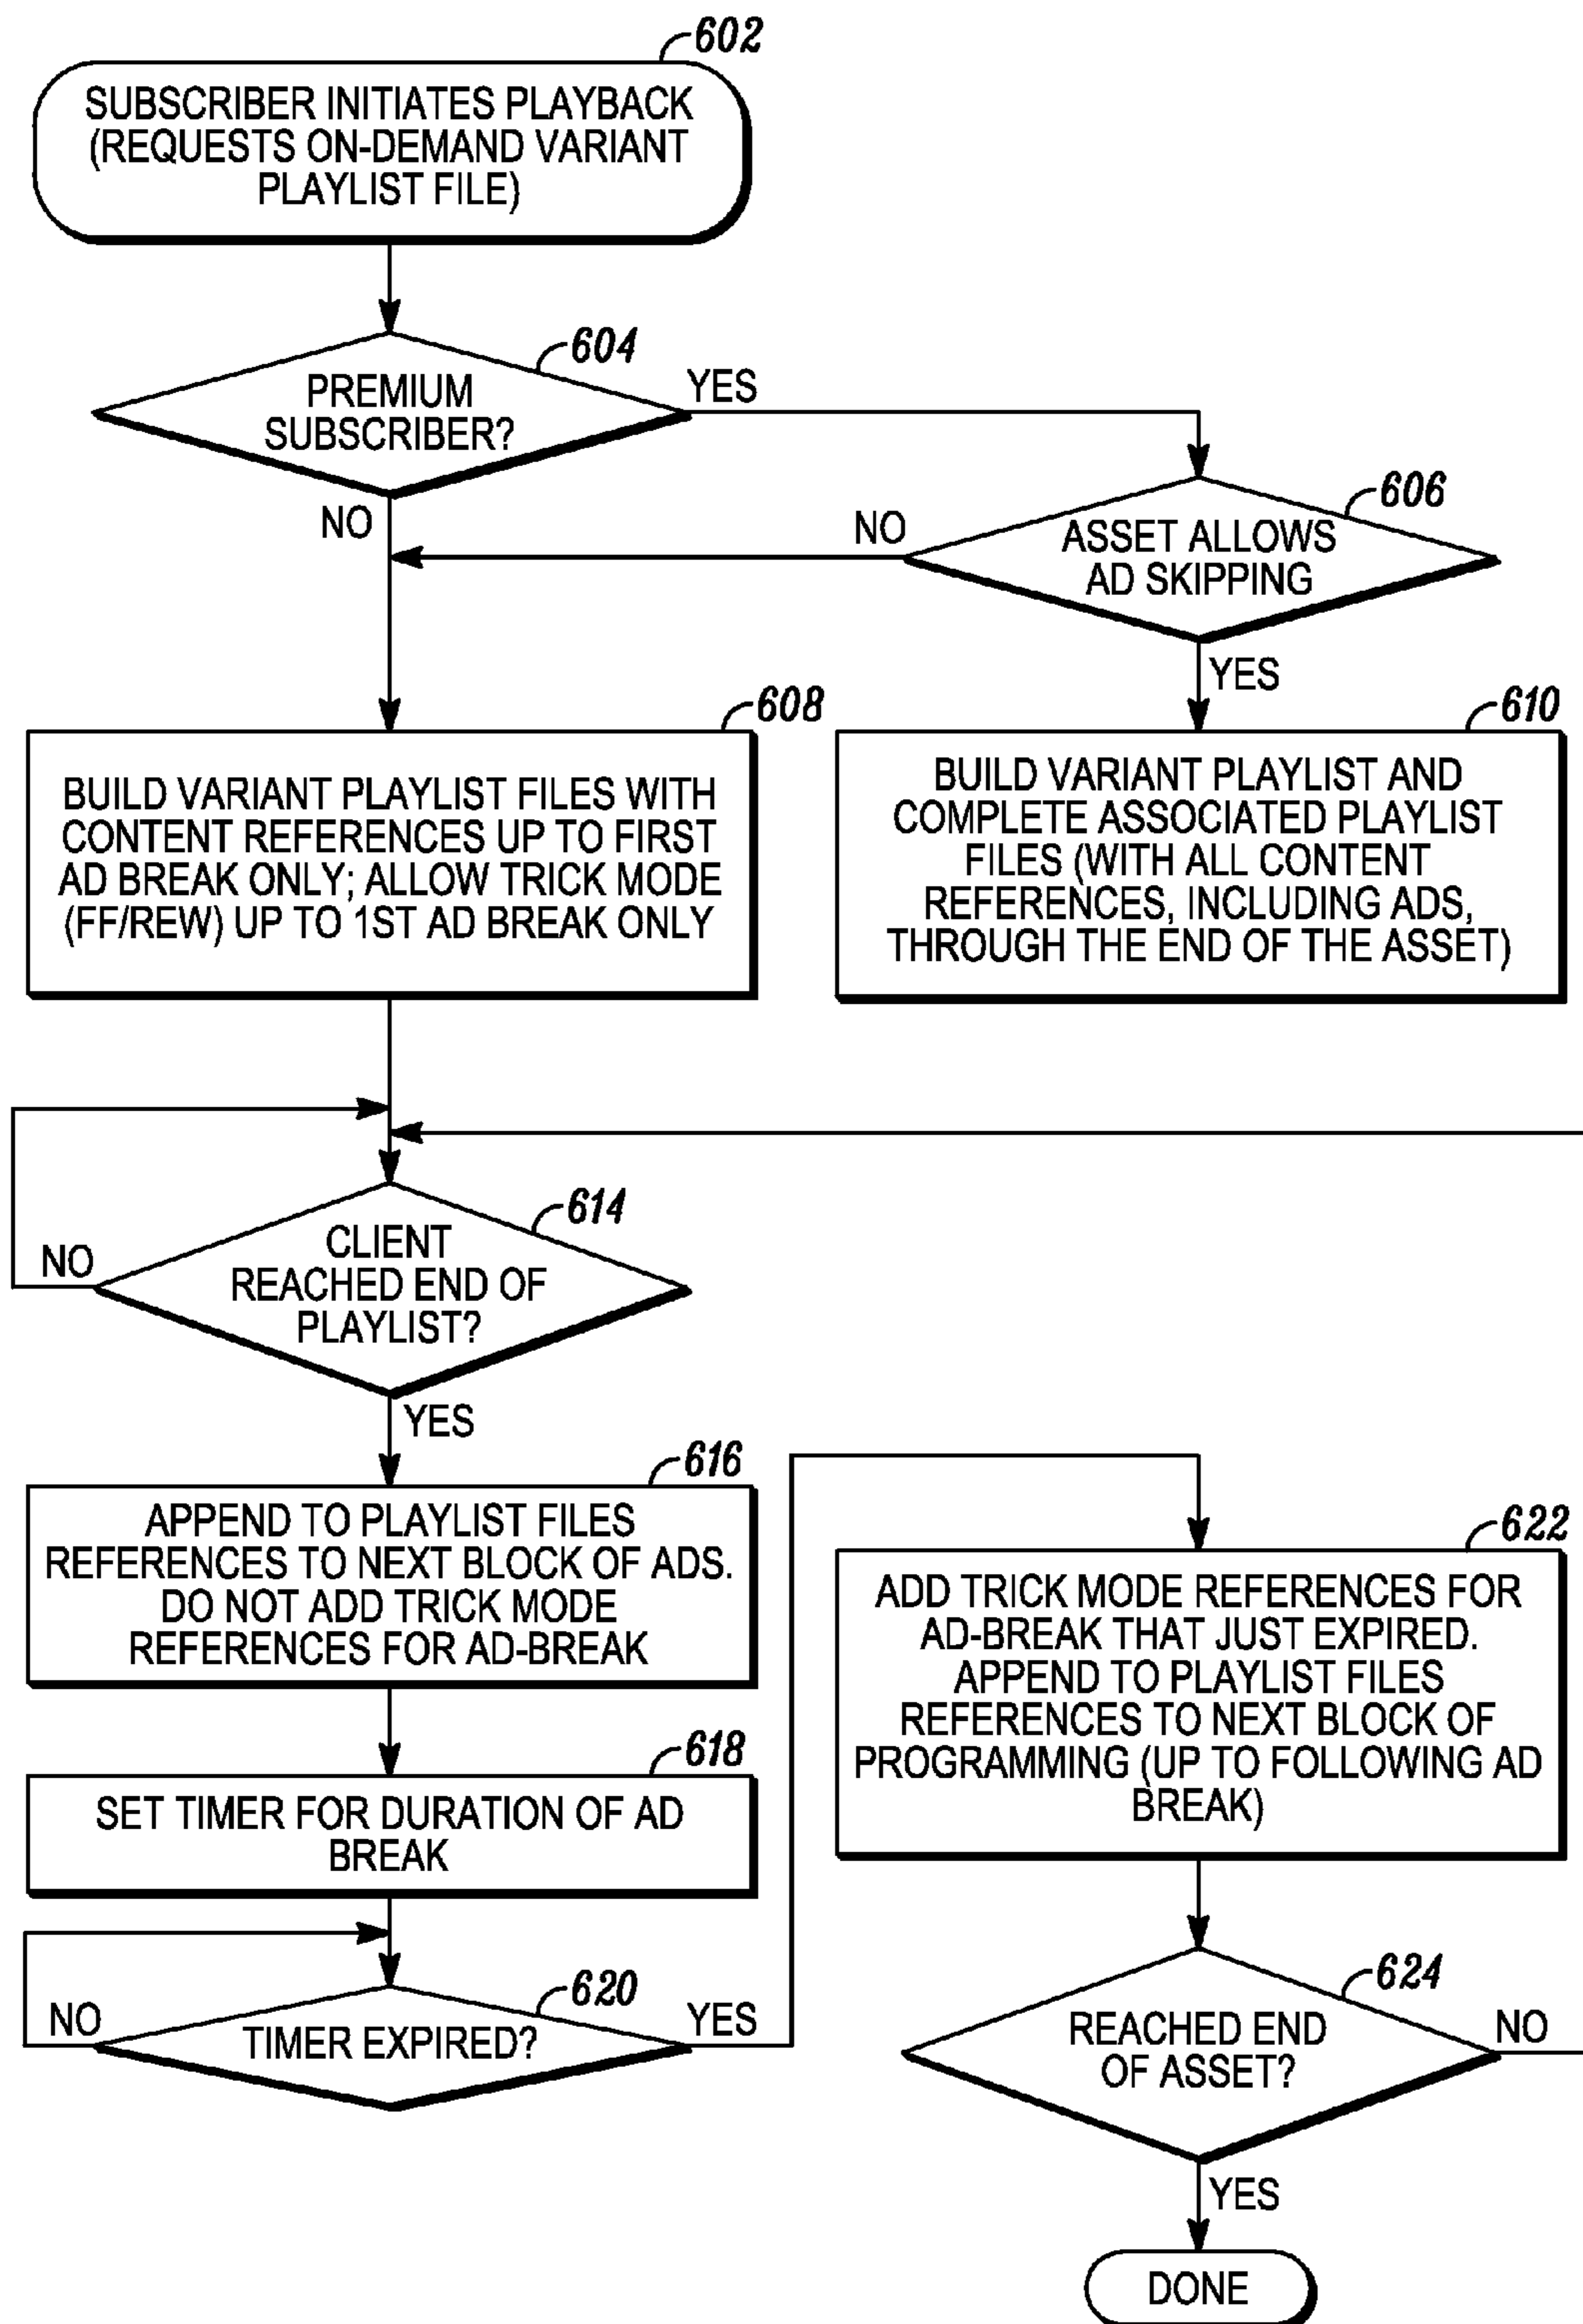 602
SUBSCRIBER INITIATES PLAYBACK
(REQUESTS ON-DEMAND VARIANT
PLAYLIST FILE)
604
PREMIUM
SUBSCRIBER?
YES
NO
606
ASSET ALLOWS
AD SKIPPING
NO
YES
608
BUILD VARIANT PLAYLIST FILES WITH
CONTENT REFERENCES UP TO FIRST
AD BREAK ONLY; ALLOW TRICK MODE
(FF/REW) UP TO 1ST AD BREAK ONLY
610
BUILD VARIANT PLAYLIST AND
COMPLETE ASSOCIATED PLAYLIST
FILES (WITH ALL CONTENT
REFERENCES, INCLUDING ADS,
THROUGH THE END OF THE ASSET)
614
CLIENT
REACHED END OF
PLAYLIST?
NO
YES
616
APPEND TO PLAYLIST FILES
REFERENCES TO NEXT BLOCK OF ADS.
DO NOT ADD TRICK MODE
REFERENCES FOR AD-BREAK
618
SET TIMER FOR DURATION OF AD
BREAK
620
TIMER EXPIRED?
NO
YES
622
ADD TRICK MODE REFERENCES FOR
AD-BREAK THAT JUST EXPIRED.
APPEND TO PLAYLIST FILES
REFERENCES TO NEXT BLOCK OF
PROGRAMMING (UP TO FOLLOWING AD
BREAK)
624
REACHED END
OF ASSET?
NO
YES
DONE